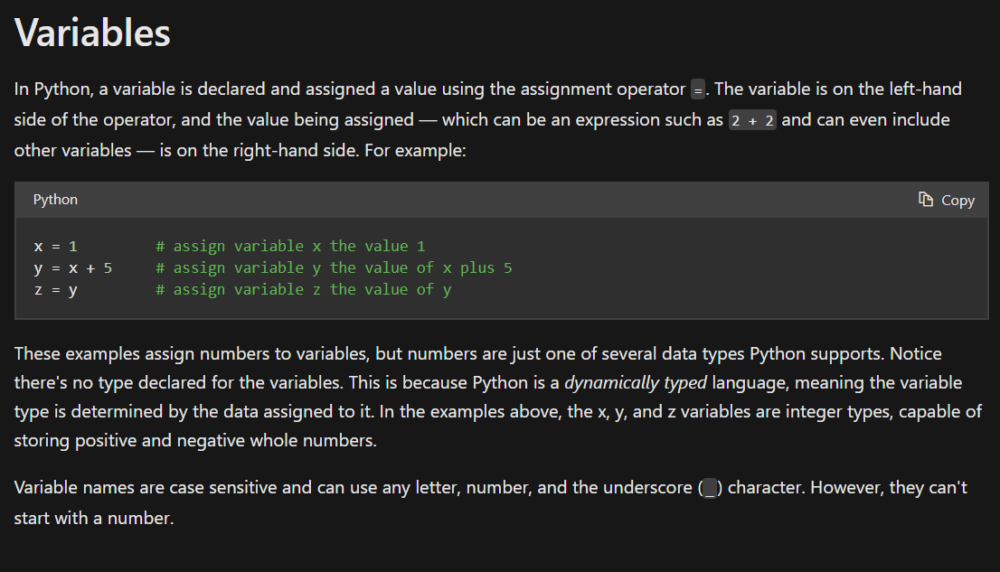 Variables
In Python, a variable is declared and assigned a value using the assignment operator =. The variable is on the left-hand
side of the operator, and the value being assigned — which can be an expression such as 2 + 2 and can even include
other variables — is on the right-hand side. For example:
Python Copy
x = 1         # assign variable x the value 1
y = x + 5     # assign variable y the value of x plus 5
z = y         # assign variable z the value of y
These examples assign numbers to variables, but numbers are just one of several data types Python supports. Notice
there's no type declared for the variables. This is because Python is a dynamically typed language, meaning the variable
type is determined by the data assigned to it. In the examples above, the x, y, and z variables are integer types, capable of
storing positive and negative whole numbers.
Variable names are case sensitive and can use any letter, number, and the underscore (_) character. However, they can't
start with a number.